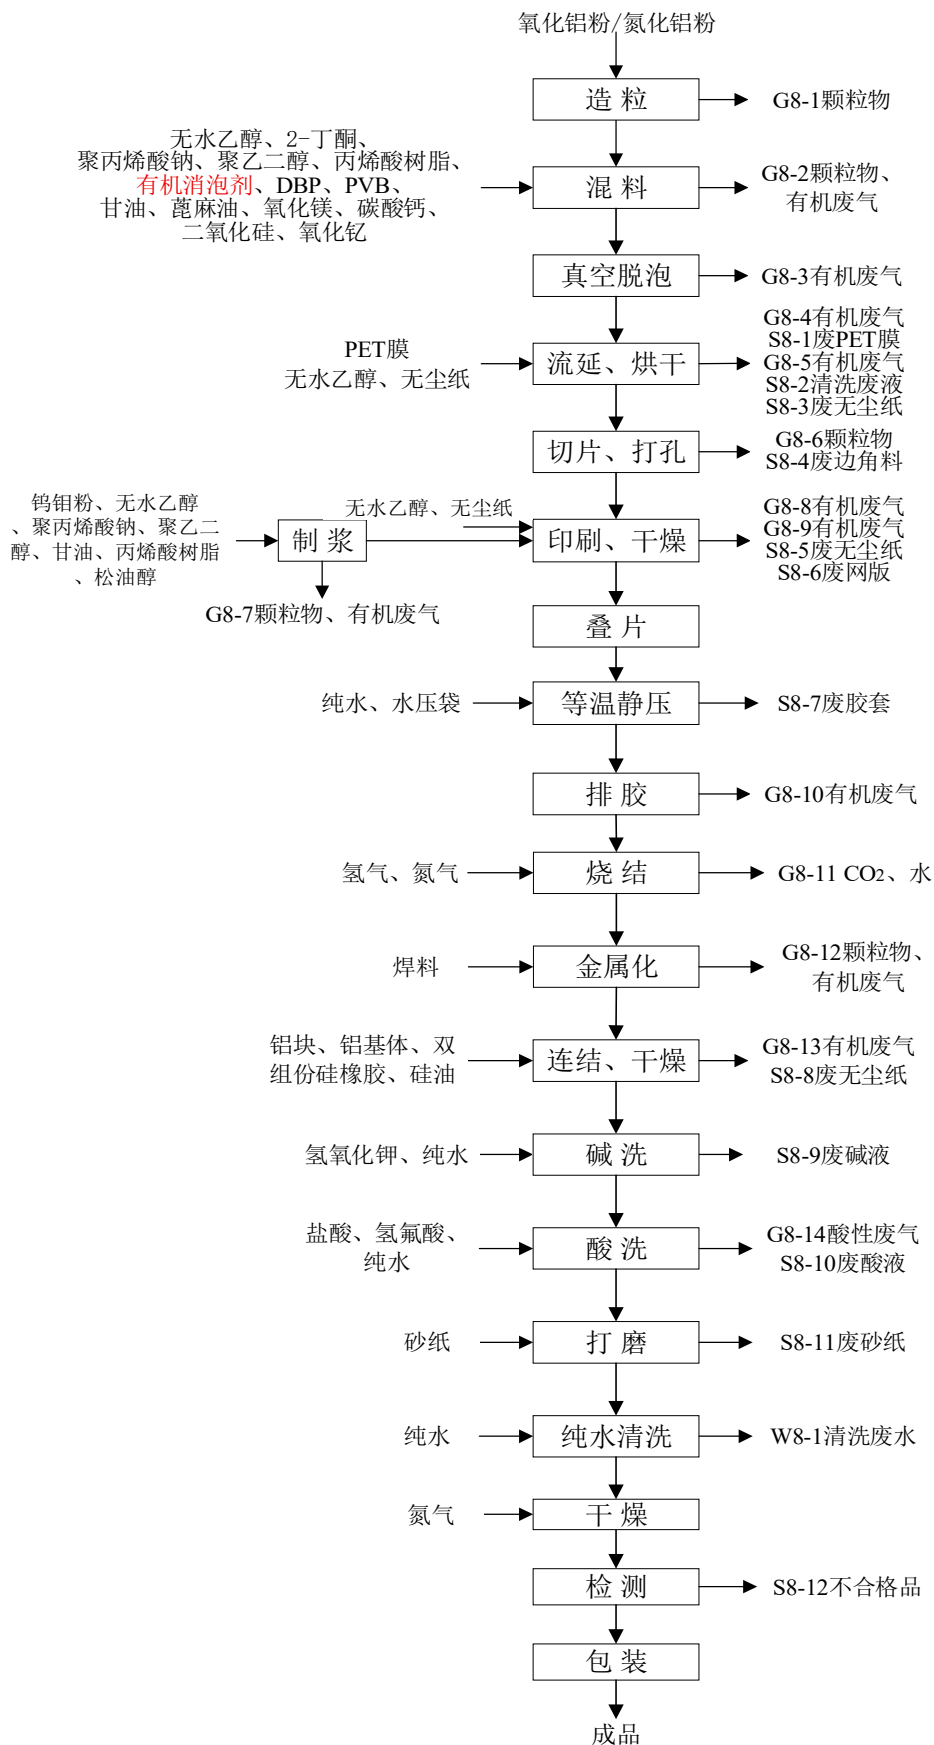 氧化铝粉/氮化铝粉
造 粒
G8-1颗粒物
无水乙醇、2-丁酮、
聚丙烯酸钠、聚乙二醇、丙烯酸树脂、
有机消泡剂、DBP、PVB、
甘油、蓖麻油、氧化镁、碳酸钙、
二氧化硅、氧化钇
混 料
G8-2颗粒物、
有机废气
真空脱泡
G8-3有机废气
PET膜
无水乙醇、无尘纸
流延、烘干
G8-4有机废气
S8-1废PET膜
G8-5有机废气
S8-2清洗废液
S8-3废无尘纸
切片、打孔
G8-6颗粒物
S8-4废边角料
钨钼粉、无水乙醇
、聚丙烯酸钠、聚乙二
醇、甘油、丙烯酸树脂
、松油醇
制 浆
G8-7颗粒物、有机废气
无水乙醇、无尘纸
印刷、干燥
G8-8有机废气
G8-9有机废气
S8-5废无尘纸
S8-6废网版
叠 片
纯水、水压袋
等温静压
S8-7废胶套
排 胶
G8-10有机废气
氢气、氮气
烧 结
G8-11 CO2、水
焊料
金属化
G8-12颗粒物、
有机废气
铝块、铝基体、双
组份硅橡胶、硅油
连结、干燥
G8-13有机废气
S8-8废无尘纸
氢氧化钾、纯水
碱 洗
S8-9废碱液
盐酸、氢氟酸、
纯水
酸 洗
G8-14酸性废气
S8-10废酸液
砂纸
打 磨
S8-11废砂纸
纯水
纯水清洗
W8-1清洗废水
氮气
干 燥
检 测
S8-12不合格品
包 装
成品